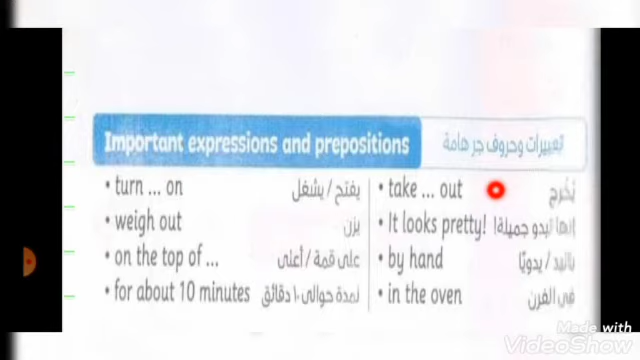 Important expressions and prepositions تعبيرات وحروف جر هامة
• turn ... on يفتح / يشغل
• weigh out يزن
• on the top of ... على قمة / أعلى
• for about 10 minutes لمدة حوالى ١٠ دقائق
• take ... out يُخرج
• It looks pretty! إنها تبدو جميلة!
• by hand باليد / يدويًا
• in the oven في الفرن
Made with
VideoShow